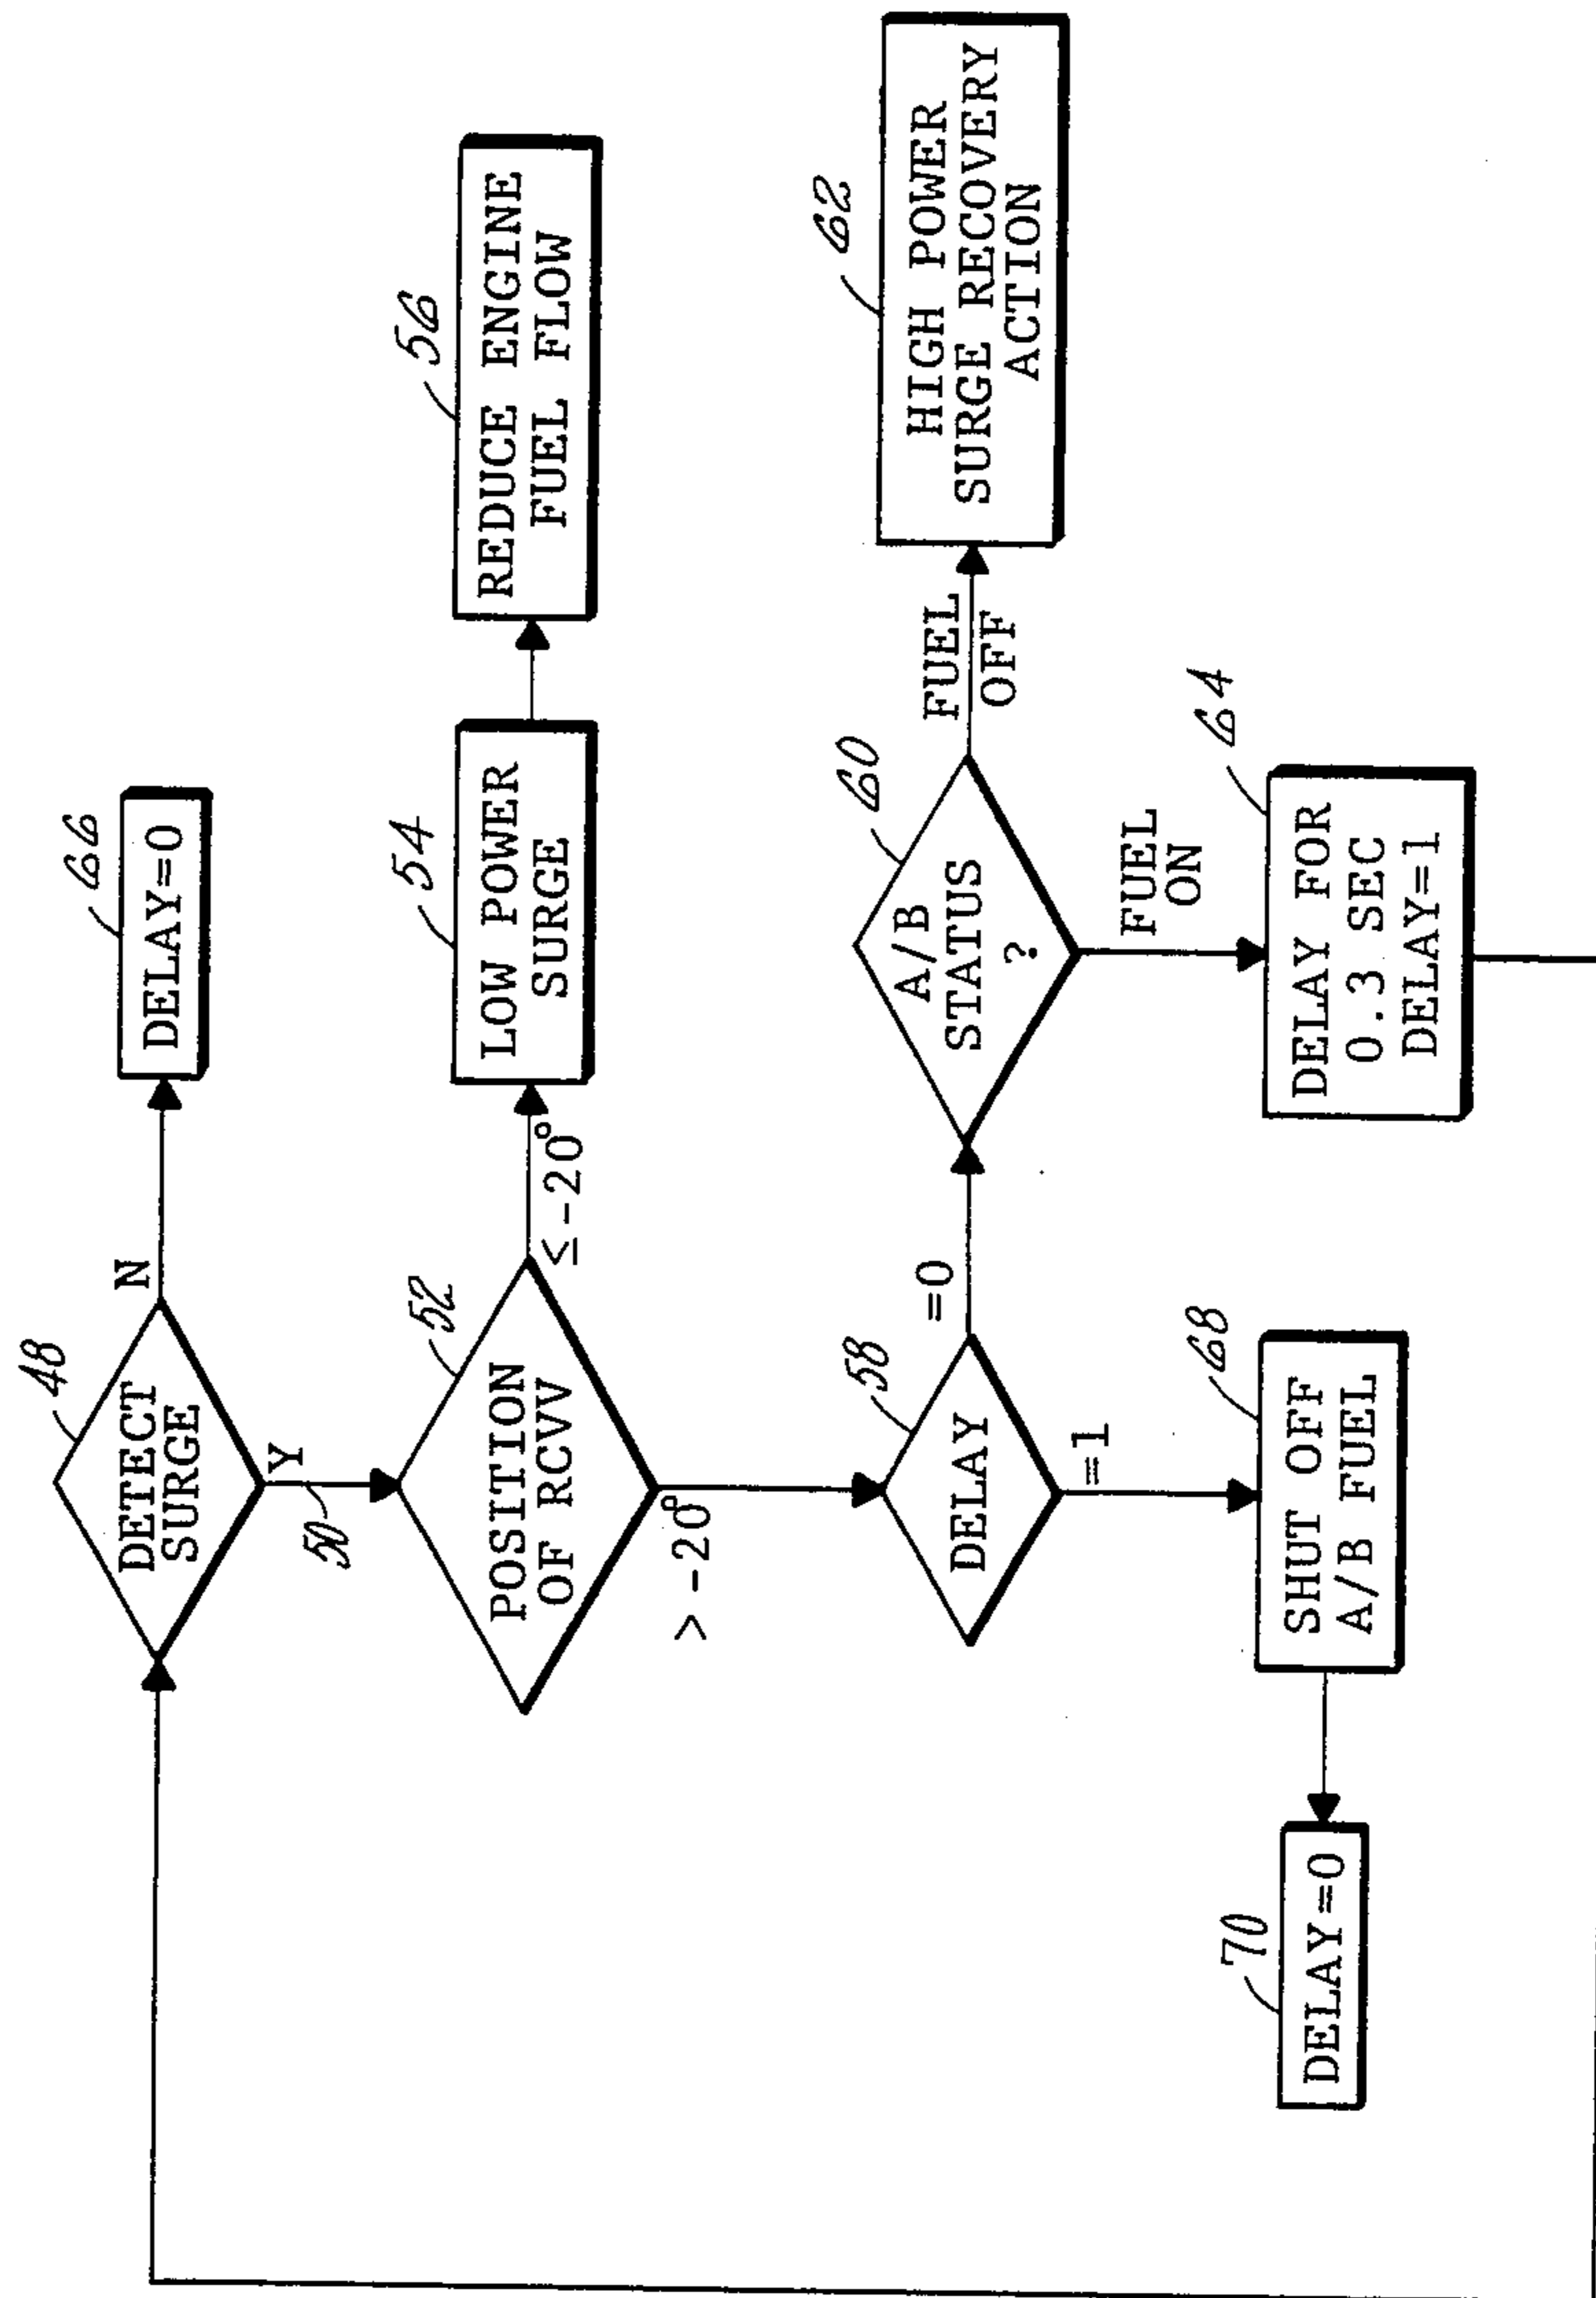 48
DETECT
SURGE
N
66
DELAY=0
Y
50
52
POSITION
OF RCVV
≤-20°
54
LOW POWER
SURGE
56
REDUCE ENGINE
FUEL FLOW
>-20°
58
DELAY
=0
60
A/B
STATUS
?
FUEL
OFF
62
HIGH POWER
SURGE RECOVERY
ACTION
=1
FUEL
ON
64
DELAY FOR
0.3 SEC
DELAY=1
68
SHUT OFF
A/B FUEL
70
DELAY=0